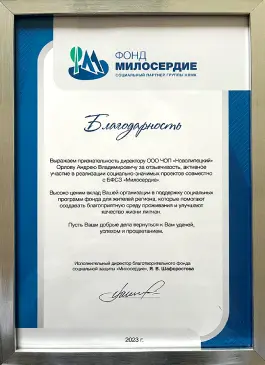 ФОНД
МИЛОСЕРДИЕ
СОЦИАЛЬНЫЙ ПАРТНЕР ГРУППЫ НЛМК
Благодарность
Выражаем признательность директору ООО ЧОП «Новолипецкий»
Орлову Андрею Владимировичу за отзывчивость, активное
участие в реализации социально-значимых проектов совместно
с БФСЗ «Милосердие».
Высоко ценим вклад Вашей организации в поддержку социальных
программ фонда для жителей региона, которые помогают
создавать благоприятную среду проживания и улучшают
качество жизни липчан.
Пусть Ваши добрые дела вернутся к Вам удачей,
успехом и процветанием.
Исполнительный директор благотворительного фонда
социальной защиты «Милосердие», Я. В. Шафоростова
2023 г.